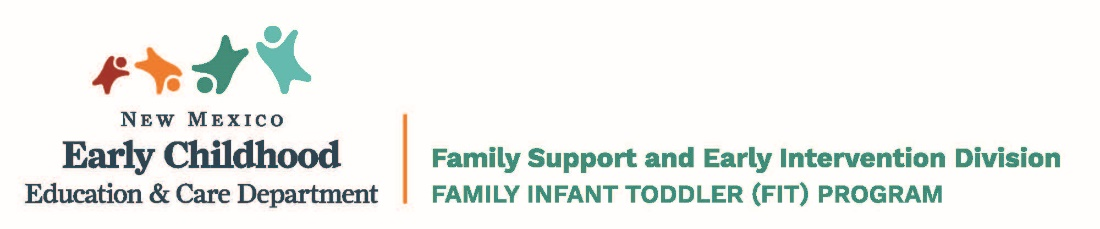 New Mexico
Early Childhood
Education & Care Department
Family Support and Early Intervention Division
FAMILY INFANT TODDLER (FIT) PROGRAM